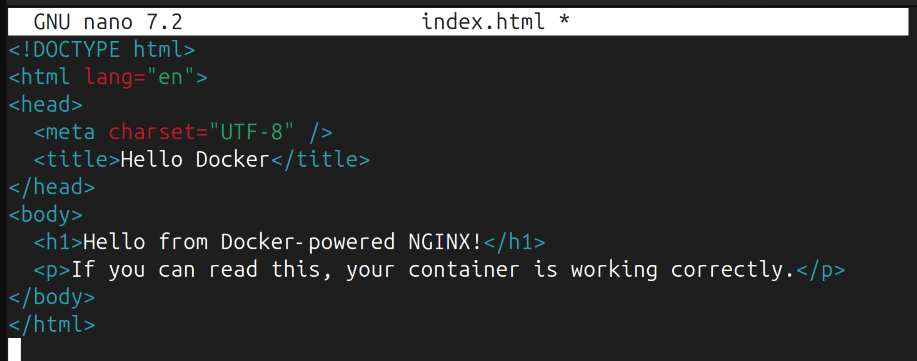 GNU nano 7.2 index.html *
<!DOCTYPE html>
<html lang="en">
<head>
  <meta charset="UTF-8" />
  <title>Hello Docker</title>
</head>
<body>
  <h1>Hello from Docker-powered NGINX!</h1>
  <p>If you can read this, your container is working correctly.</p>
</body>
</html>